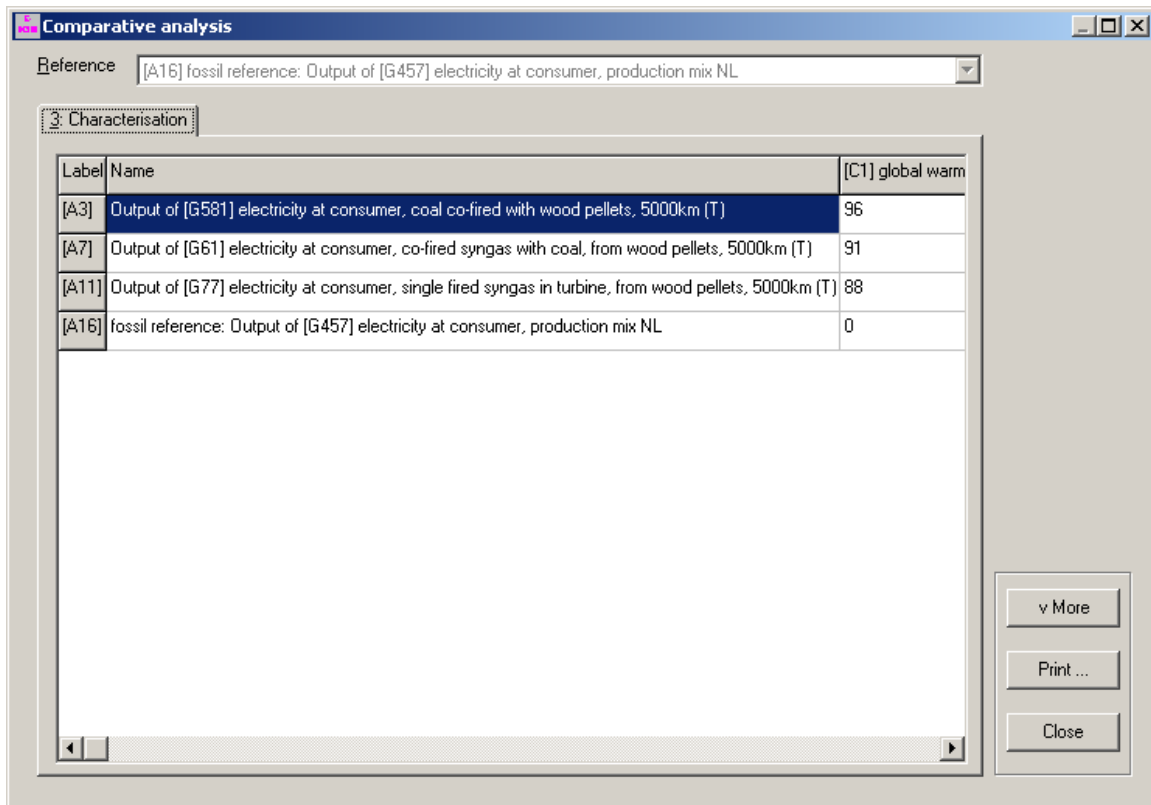 Comparative analysis
Reference [A16] fossil reference: Output of [G457] electricity at consumer, production mix NL
3: Characterisation
Label Name [C1] global warm
[A3] Output of [G581] electricity at consumer, coal co-fired with wood pellets, 5000km (T) 96
[A7] Output of [G61] electricity at consumer, co-fired syngas with coal, from wood pellets, 5000km (T) 91
[A11] Output of [G77] electricity at consumer, single fired syngas in turbine, from wood pellets, 5000km (T) 88
[A16] fossil reference: Output of [G457] electricity at consumer, production mix NL 0
v More
Print ...
Close